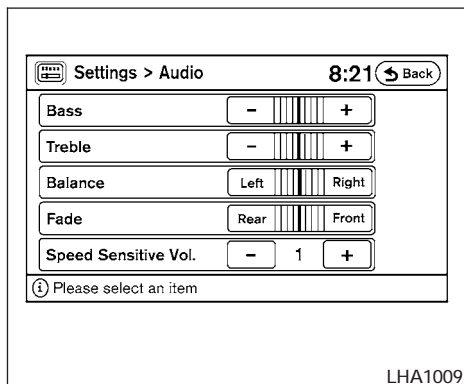 Settings > Audio 8:21 Back
Bass - +
Treble - +
Balance Left Right
Fade Rear Front
Speed Sensitive Vol. - 1 +
i Please select an item
LHA1009